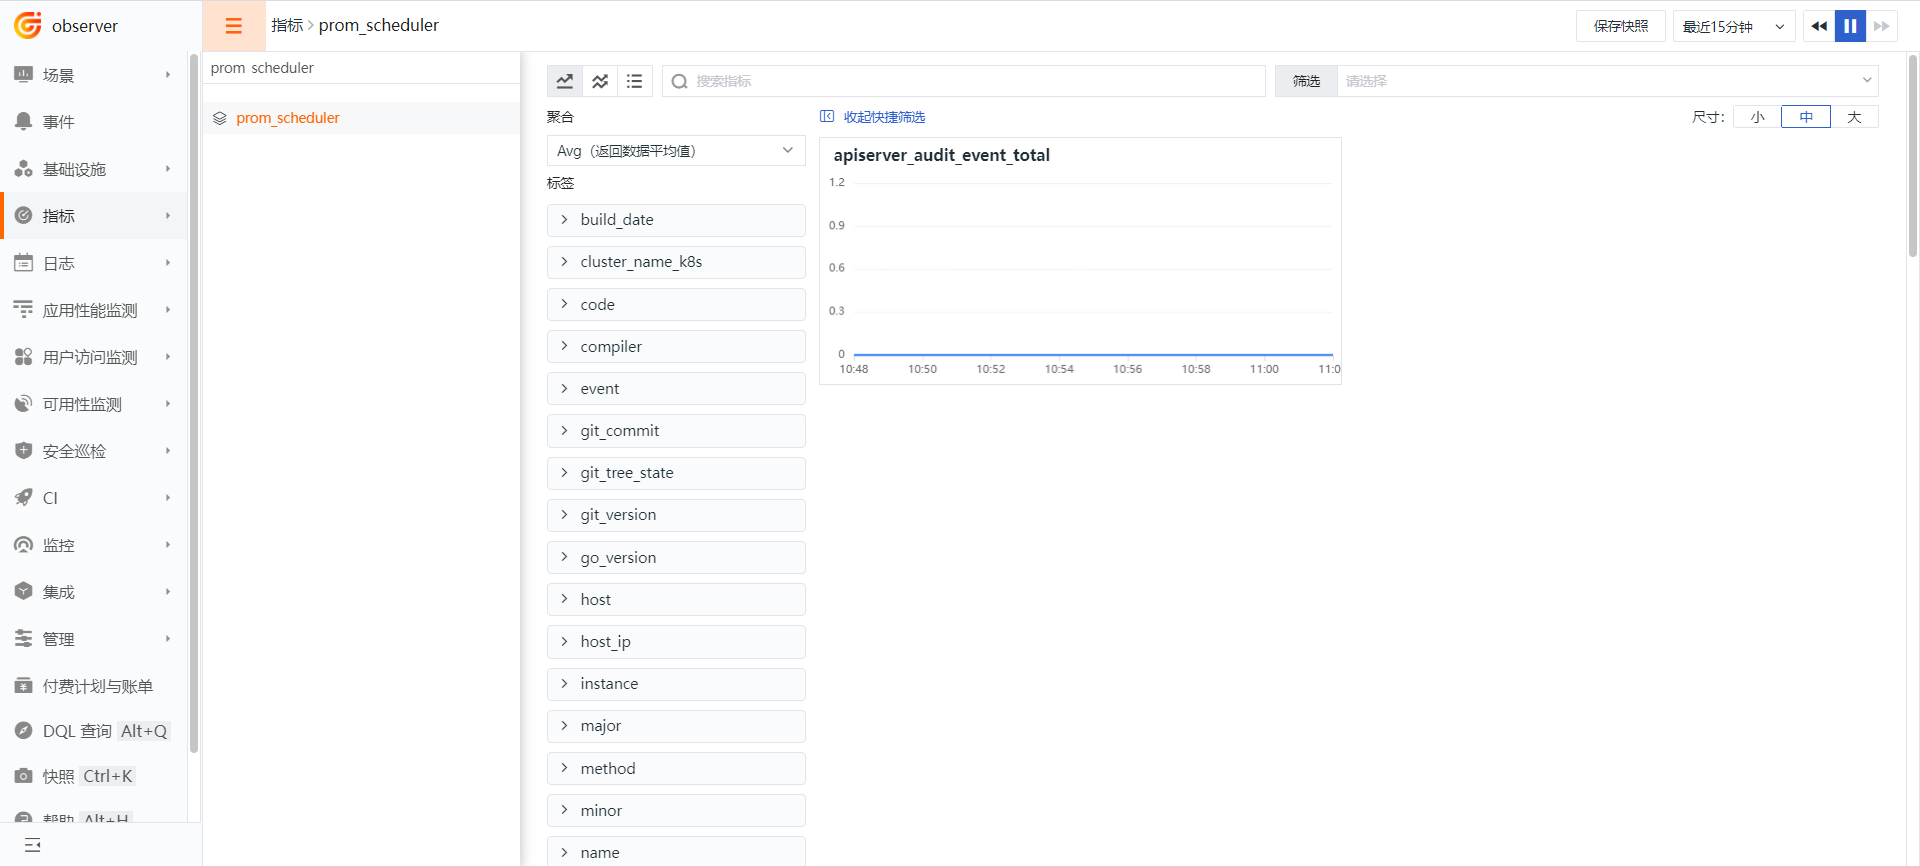 observer
指标 > prom_scheduler
保存快照
最近15分钟
场景
事件
基础设施
指标
日志
应用性能监测
用户访问监测
可用性监测
安全巡检
CI
监控
集成
管理
付费计划与账单
DQL 查询 Alt+Q
快照 Ctrl+K
帮助 Alt+H
prom scheduler
prom_scheduler
搜索指标
筛选 请选择
聚合
收起快捷筛选
尺寸: 小 中 大
Avg（返回数据平均值）
标签
build_date
cluster_name_k8s
code
compiler
event
git_commit
git_tree_state
git_version
go_version
host
host_ip
instance
major
method
minor
name
apiserver_audit_event_total
1.2
0.9
0.6
0.3
0
10:48 10:50 10:52 10:54 10:56 10:58 11:00 11:0